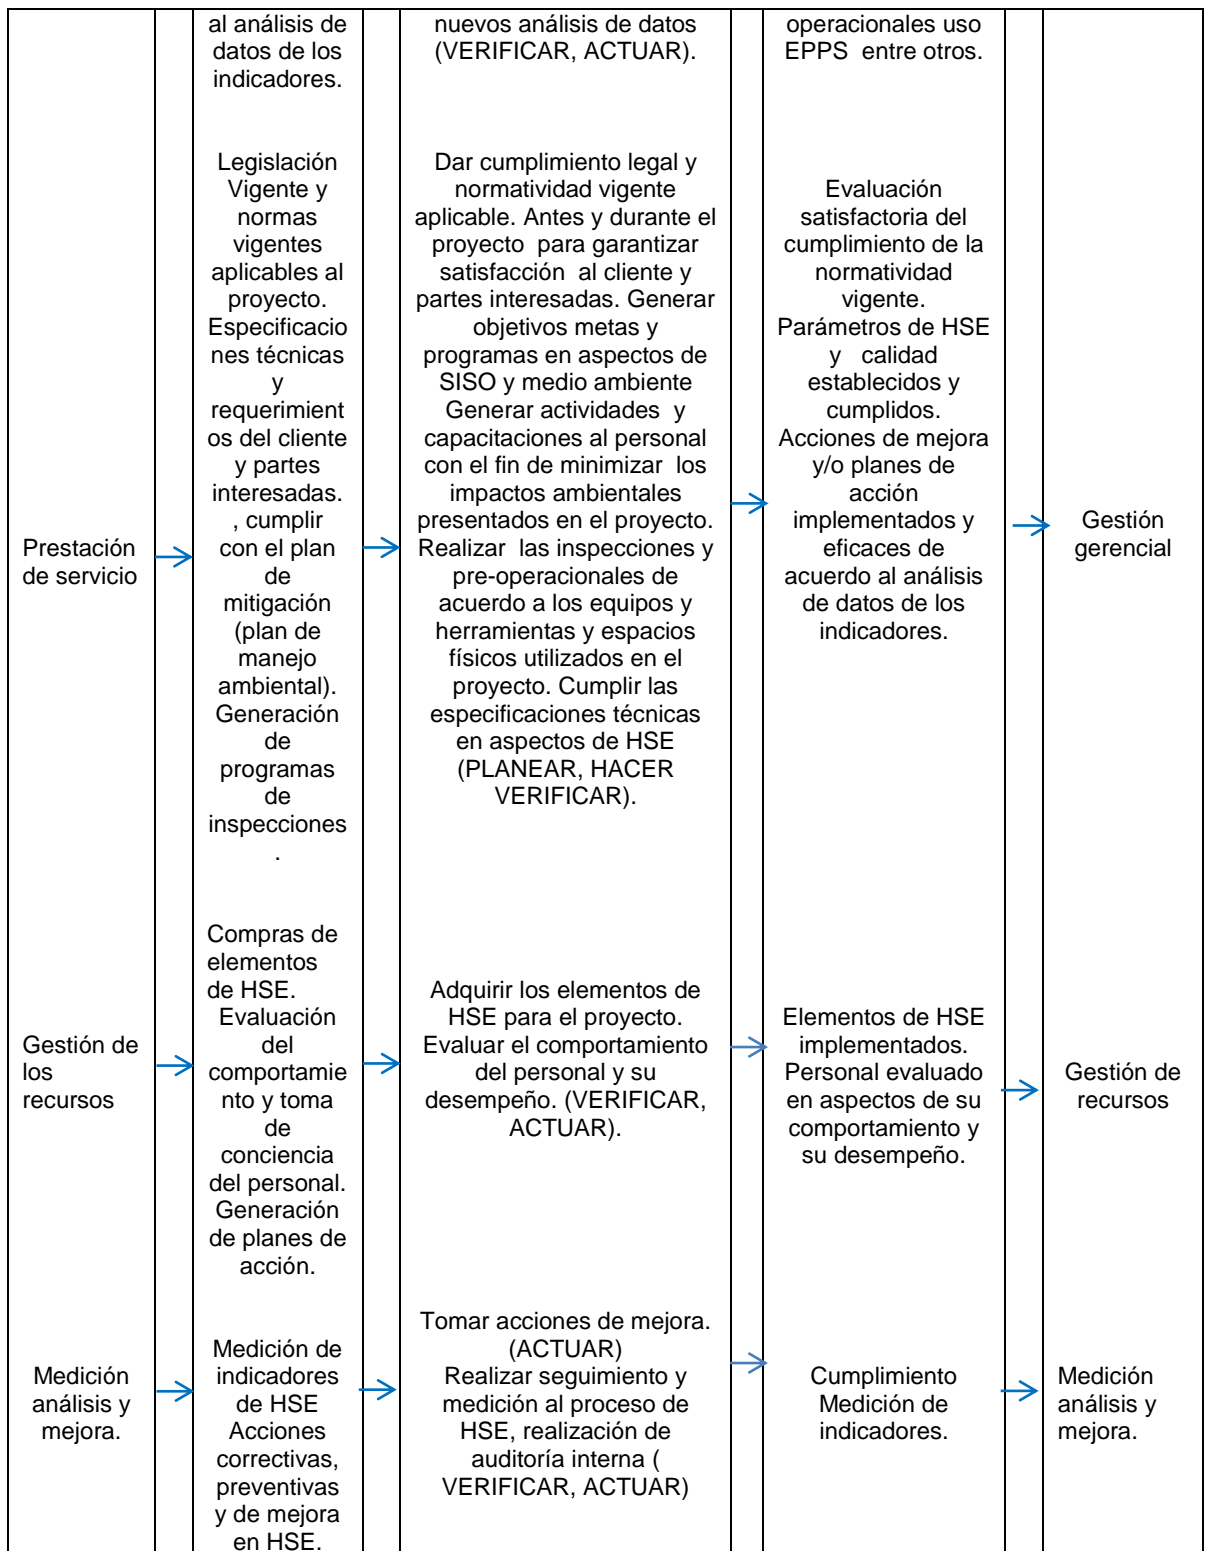 al análisis de
datos de los
indicadores.
nuevos análisis de datos
(VERIFICAR, ACTUAR).
operacionales uso
EPPS  entre otros.
Prestación
de servicio
Legislación
Vigente y
normas
vigentes
aplicables al
proyecto.
Especificacio
nes técnicas
y
requerimient
os del cliente
y partes
interesadas.
, cumplir
con el plan
de
mitigación
(plan de
manejo
ambiental).
Generación
de
programas
de
inspecciones
.
Dar cumplimiento legal y
normatividad vigente
aplicable. Antes y durante el
proyecto  para garantizar
satisfacción  al cliente y
partes interesadas. Generar
objetivos metas y
programas en aspectos de
SISO y medio ambiente
Generar actividades  y
capacitaciones al personal
con el fin de minimizar  los
impactos ambientales
presentados en el proyecto.
Realizar  las inspecciones y
pre-operacionales de
acuerdo a los equipos y
herramientas y espacios
físicos utilizados en el
proyecto. Cumplir las
especificaciones técnicas
en aspectos de HSE
(PLANEAR, HACER
VERIFICAR).
Evaluación
satisfactoria del
cumplimiento de la
normatividad
vigente.
Parámetros de HSE
y   calidad
establecidos y
cumplidos.
Acciones de mejora
y/o planes de
acción
implementados y
eficaces de
acuerdo al análisis
de datos de los
indicadores.
Gestión
gerencial
Gestión de
los
recursos
Compras de
elementos
de HSE.
Evaluación
del
comportamie
nto y toma
de
conciencia
del personal.
Generación
de planes de
acción.
Adquirir los elementos de
HSE para el proyecto.
Evaluar el comportamiento
del personal y su
desempeño. (VERIFICAR,
ACTUAR).
Elementos de HSE
implementados.
Personal evaluado
en aspectos de su
comportamiento y
su desempeño.
Gestión de
recursos
Medición
análisis y
mejora.
Medición de
indicadores
de HSE
Acciones
correctivas,
preventivas
y de mejora
en HSE.
Tomar acciones de mejora.
(ACTUAR)
Realizar seguimiento y
medición al proceso de
HSE, realización de
auditoría interna (
VERIFICAR, ACTUAR)
Cumplimiento
Medición de
indicadores.
Medición
análisis y
mejora.